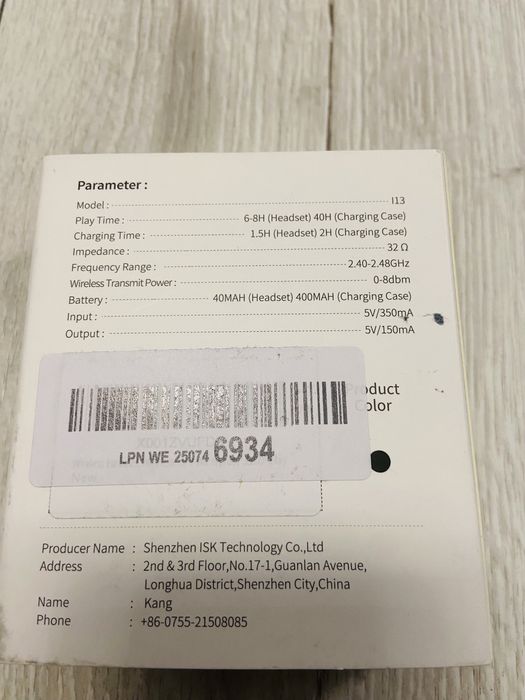 Parameter :
Model : I13
Play Time : 6-8H (Headset) 40H (Charging Case)
Charging Time : 1.5H (Headset) 2H (Charging Case)
Impedance : 32 Ω
Frequency Range : 2.40-2.48GHz
Wireless Transmit Power : 0-8dbm
Battery : 40MAH (Headset) 400MAH (Charging Case)
Input : 5V/350mA
Output : 5V/150mA
LPN WE 25074 6934
Producer Name : Shenzhen ISK Technology Co.,Ltd
Address : 2nd & 3rd Floor,No.17-1,Guanlan Avenue,
Longhua District,Shenzhen City,China
Name : Kang
Phone : +86-0755-21508085